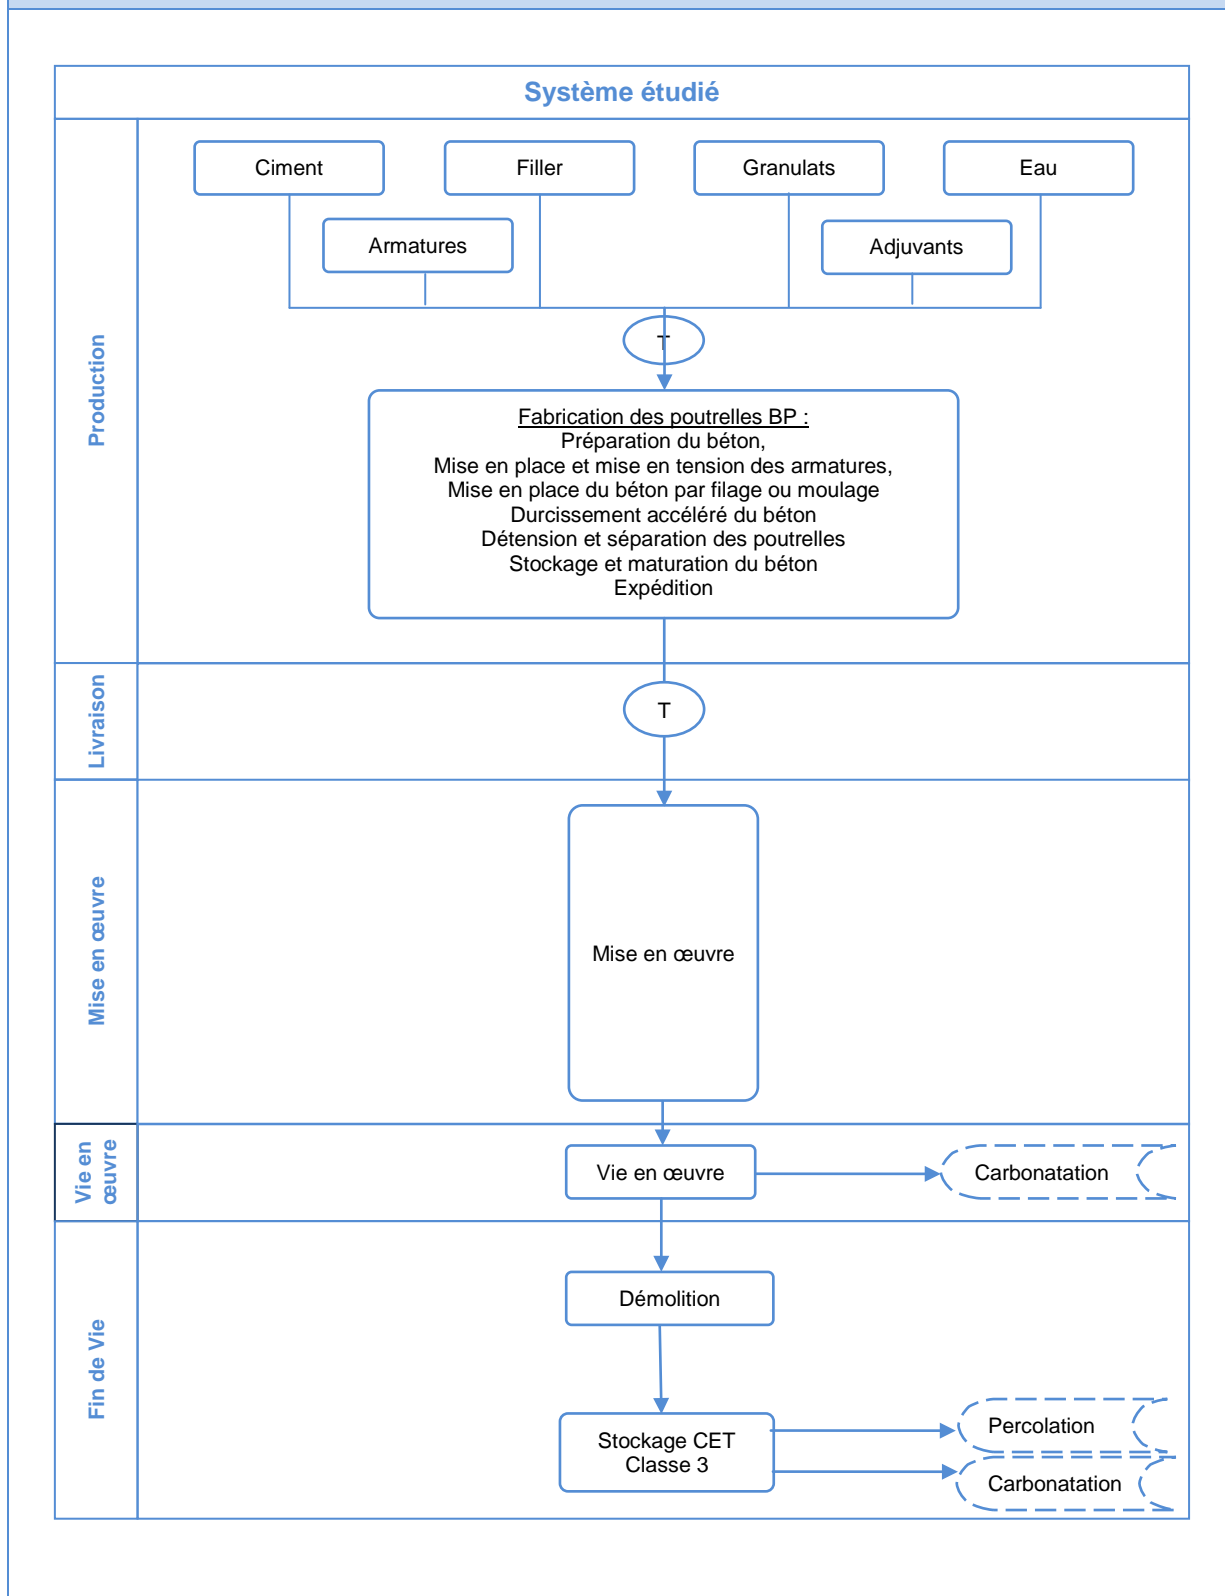 Système étudié
Production
Ciment
Filler
Granulats
Eau
Armatures
Adjuvants
T
Fabrication des poutrelles BP :
Préparation du béton,
Mise en place et mise en tension des armatures,
Mise en place du béton par filage ou moulage
Durcissement accéléré du béton
Détension et séparation des poutrelles
Stockage et maturation du béton
Expédition
Livraison
T
Mise en œuvre
Mise en œuvre
Vie en
œuvre
Vie en œuvre
Carbonatation
Fin de Vie
Démolition
Stockage CET
Classe 3
Percolation
Carbonatation